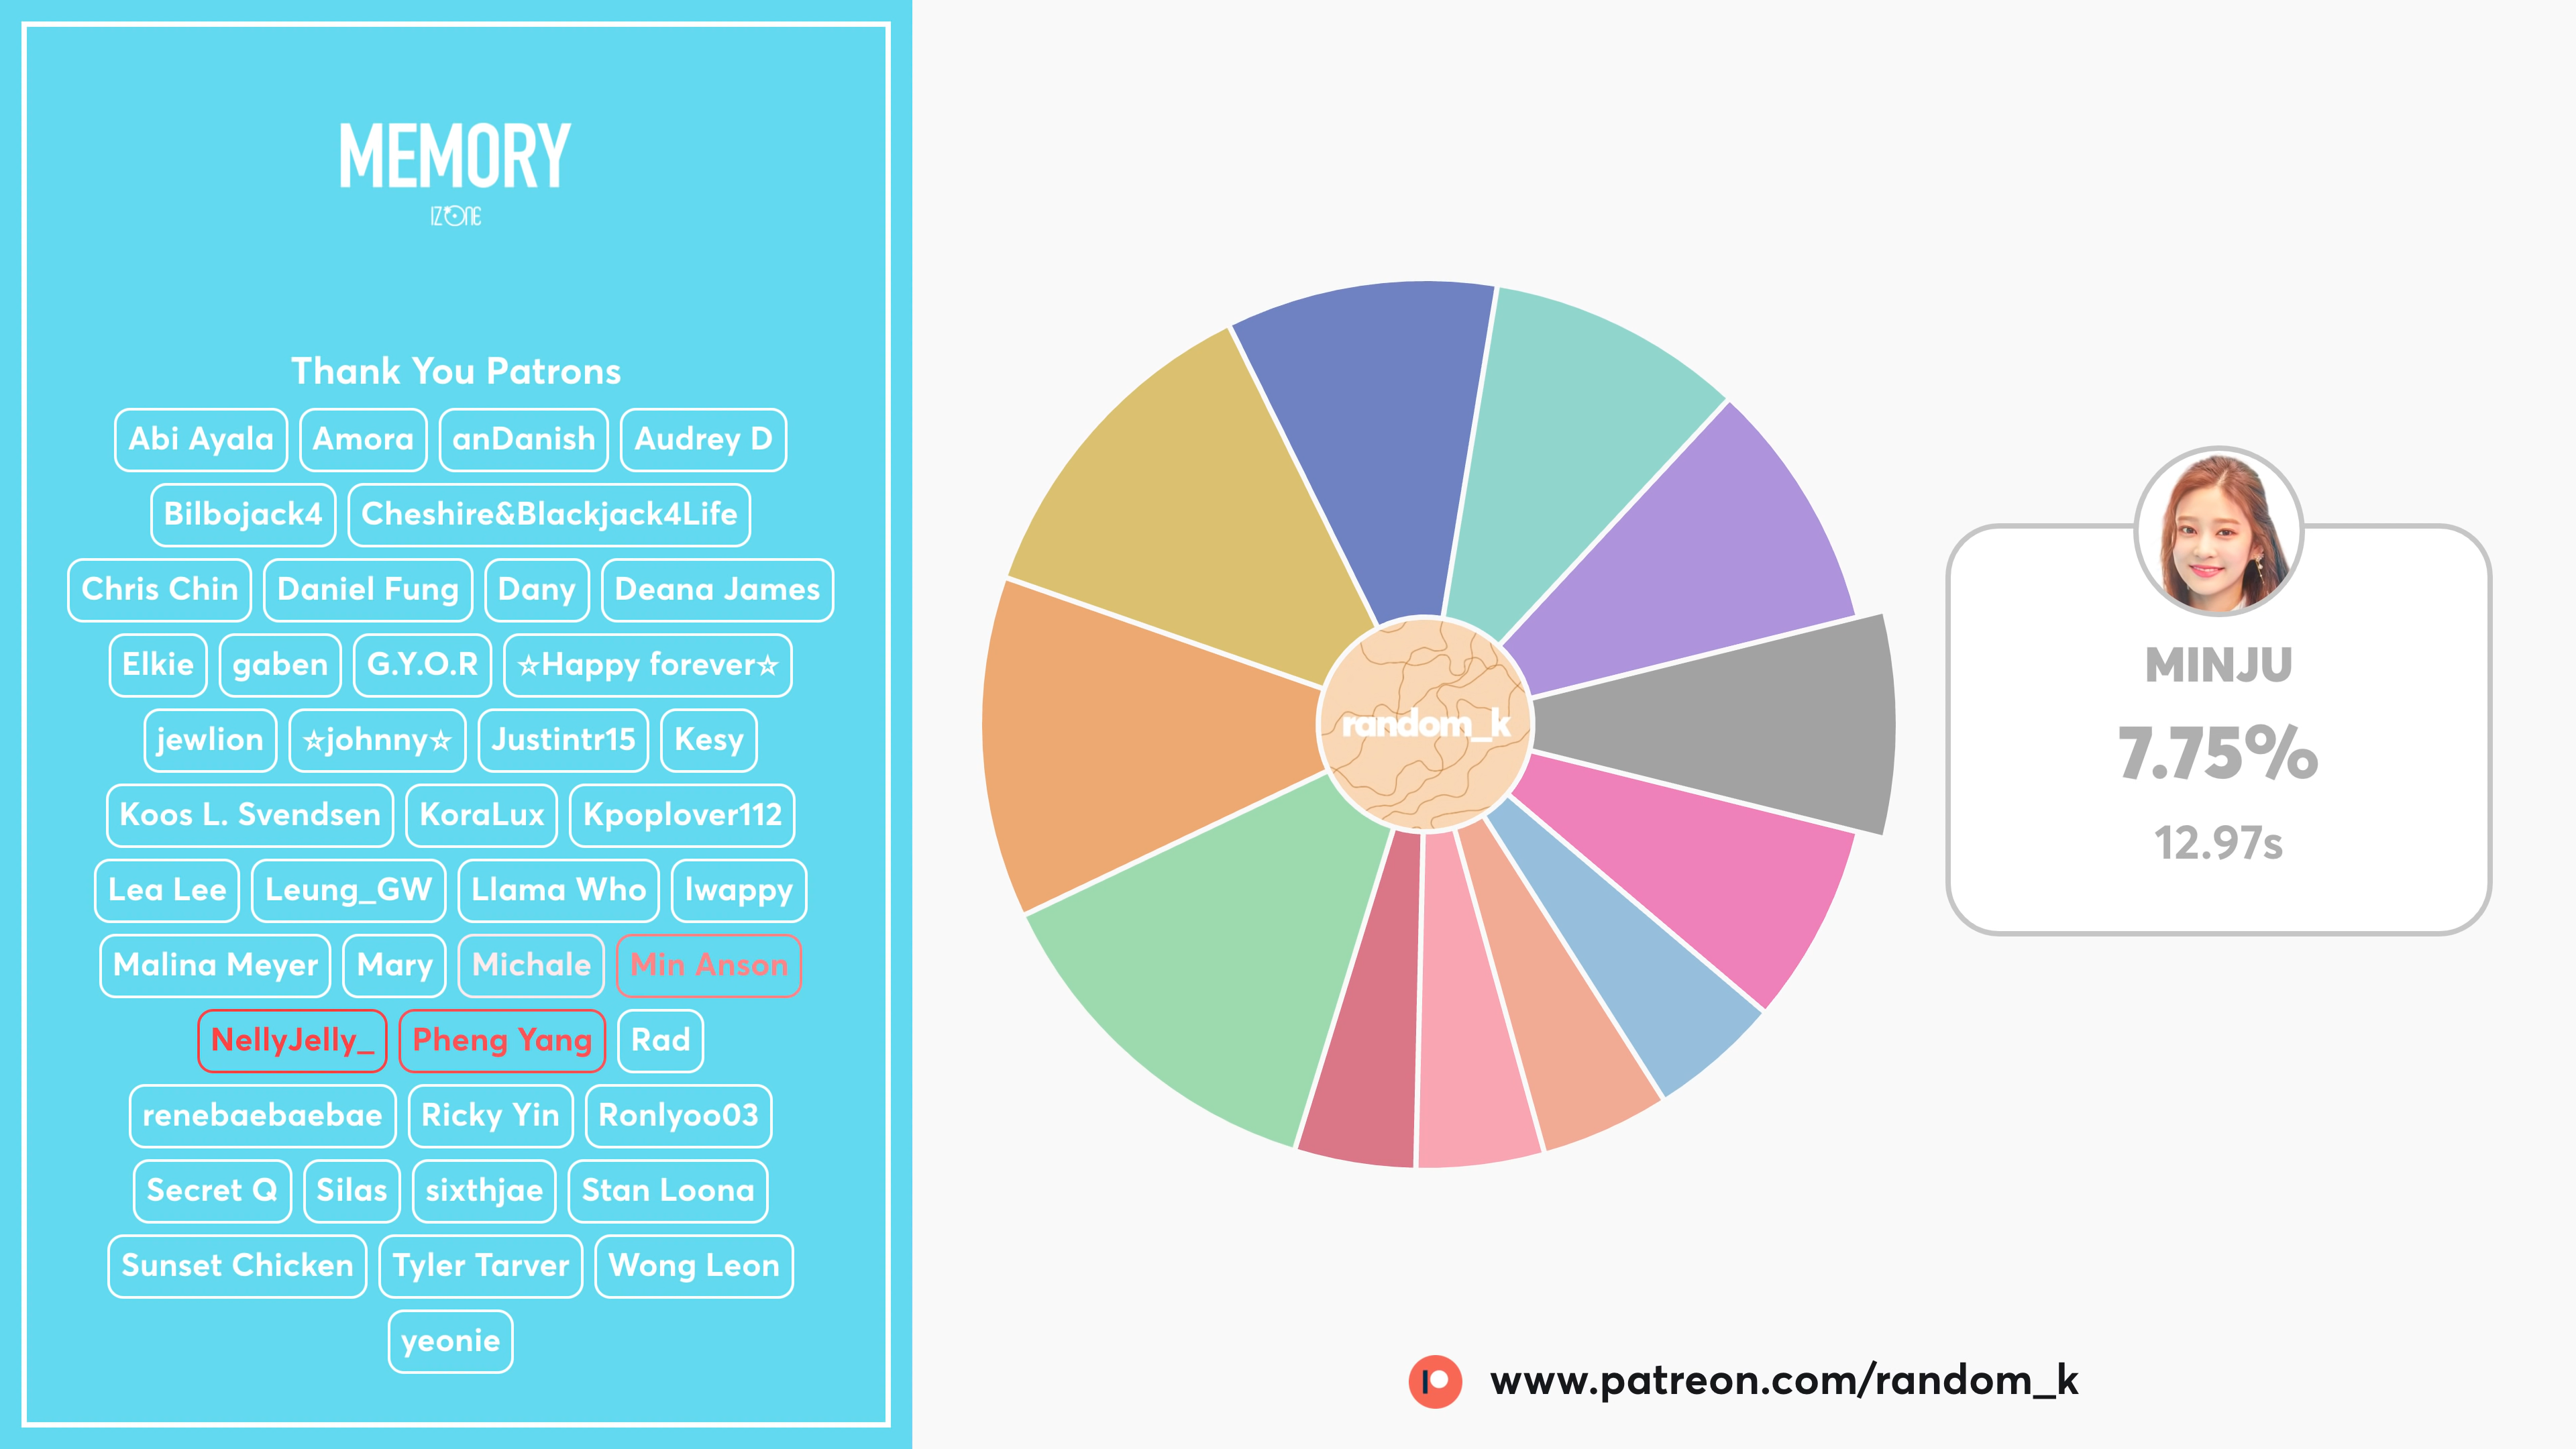 MEMORY
IZ*ONE
Thank You Patrons
Abi Ayala Amora anDanish Audrey D
Bilbojack4 Cheshire&Blackjack4Life
Chris Chin Daniel Fung Dany Deana James
Elkie gaben G.Y.O.R ☆Happy forever☆
jewlion ☆johnny☆ Justintr15 Kesy
Koos L. Svendsen KoraLux Kpoplover112
Lea Lee Leung_GW Llama Who lwappy
Malina Meyer Mary Michale Min Anson
NellyJelly_ Pheng Yang Rad
renebaebaebae Ricky Yin Ronlyoo03
Secret Q Silas sixthjae Stan Loona
Sunset Chicken Tyler Tarver Wong Leon
yeonie
random_k
MINJU
7.75%
12.97s
www.patreon.com/random_k